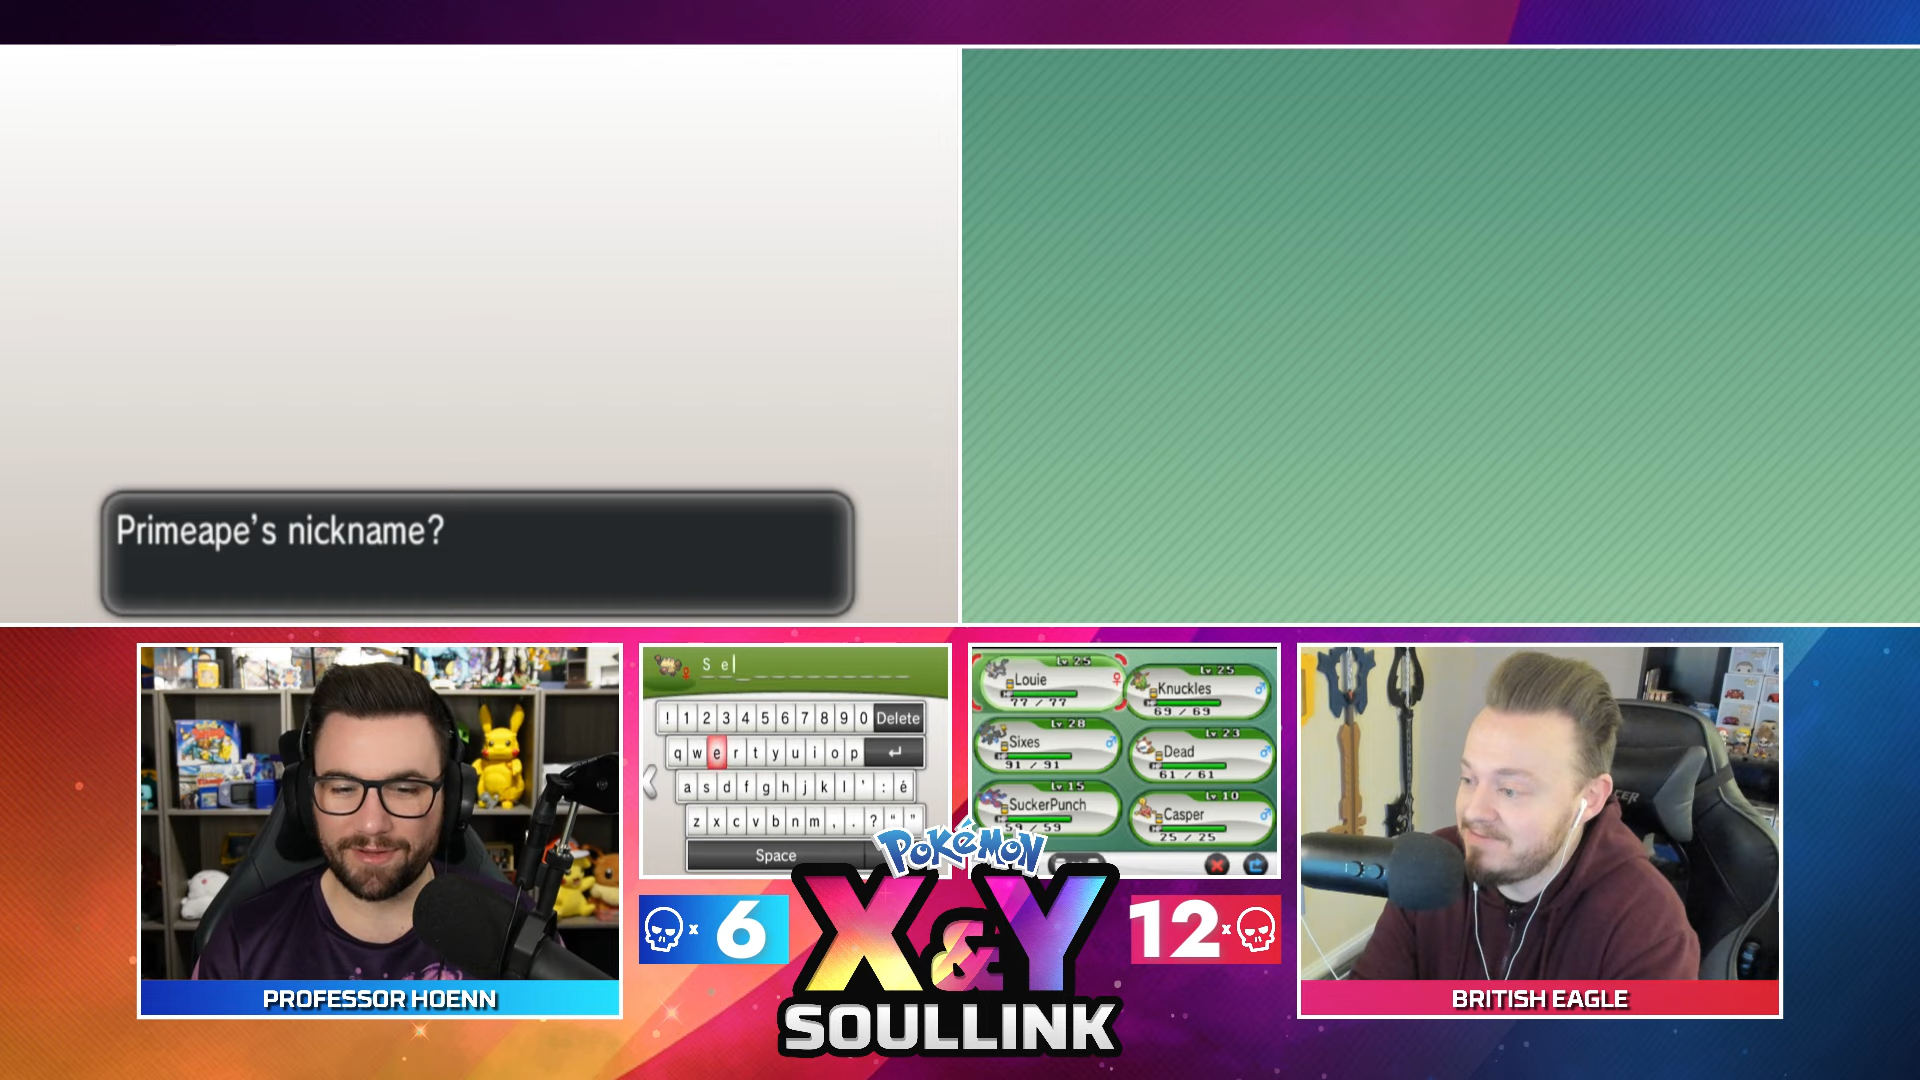 Primeape's nickname?
S e
! 1 2 3 4 5 6 7 8 9 0 Delete
q w e r t y u i o p
a s d f g h j k l ' : é
z x c v b n m , . ? “ ”
Space
Lv 25
Louie
77 / 77
Lv 25
Knuckles
69 / 69
Lv 28
Sixes
91 / 91
Lv 23
Dead
61 / 61
Lv 15
SuckerPunch
59 / 59
Lv 10
Casper
25 / 25
x 6
12 x
POKéMON
X&Y
SOULLINK
PROFESSOR HOENN
BRITISH EAGLE